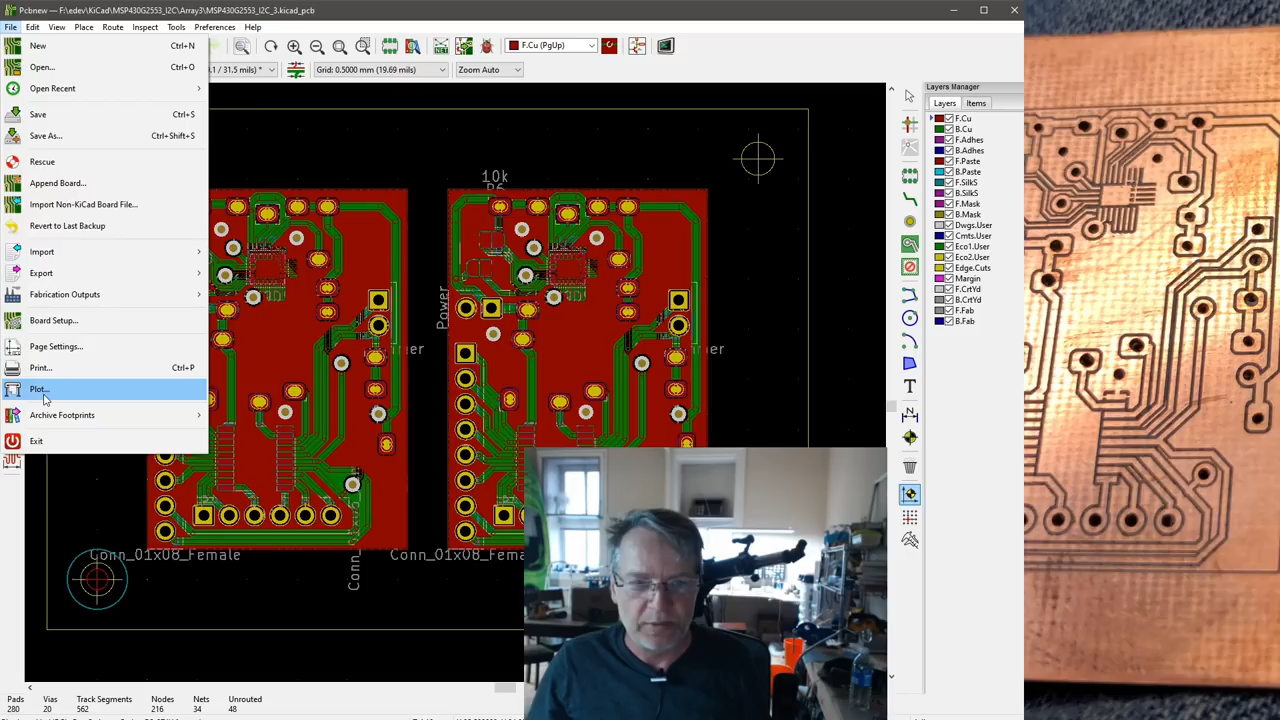 Pcbnew — F:\edev\KiCad\MSP430G2553_I2C\Array3\MSP430G2553_I2C_3.kicad_pcb
File Edit View Place Route Inspect Tools Preferences Help
New Ctrl+N
Open... Ctrl+O
Open Recent
Save Ctrl+S
Save As... Ctrl+Shift+S
Rescue
Append Board...
Import Non-KiCad Board File...
Revert to Last Backup
Import
Export
Fabrication Outputs
Board Setup...
Page Settings...
Print... Ctrl+P
Plot...
Archive Footprints
Exit
NET
F.Cu (PgUp)
/ 31.5 mils) *
Grid: 0.5000 mm (19.69 mils)
Zoom Auto
10k
R6
Power
Conn_01x08_Female
Conn_01x08_Fema
Layers Manager
Layers Items
F.Cu
B.Cu
F.Adhes
B.Adhes
F.Paste
B.Paste
F.SilkS
B.SilkS
F.Mask
B.Mask
Dwgs.User
Cmts.User
Eco1.User
Eco2.User
Edge.Cuts
Margin
F.CrtYd
B.CrtYd
F.Fab
B.Fab
Pads Vias Track Segments Nodes Nets Unrouted
280 20 562 216 34 48